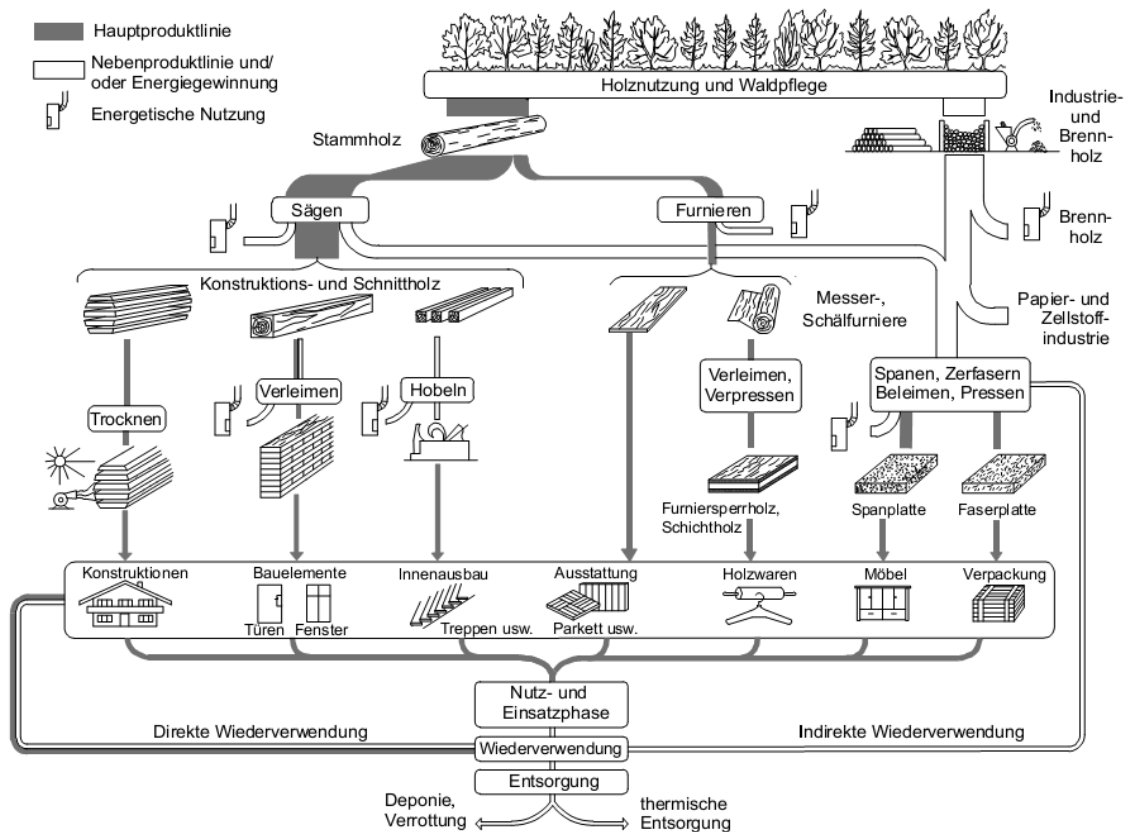 Hauptproduktlinie
Nebenproduktlinie und/
oder Energiegewinnung
Energetische Nutzung
Holznutzung und Waldpflege
Stammholz
Industrie-
und
Brenn-
holz
Sägen
Furnieren
Brenn-
holz
Konstruktions- und Schnittholz
Messer-,
Schälfurniere
Papier- und
Zellstoff-
industrie
Trocknen
Verleimen
Hobeln
Verleimen,
Verpressen
Spanen, Zerfasern
Beleimen, Pressen
Furniersperrholz,
Schichtholz
Spanplatte
Faserplatte
Konstruktionen
Bauelemente
Türen Fenster
Innenausbau
Treppen usw.
Ausstattung
Parkett usw.
Holzwaren
Möbel
Verpackung
Nutz- und
Einsatzphase
Direkte Wiederverwendung
Indirekte Wiederverwendung
Wiederverwendung
Entsorgung
Deponie,
Verrottung
thermische
Entsorgung